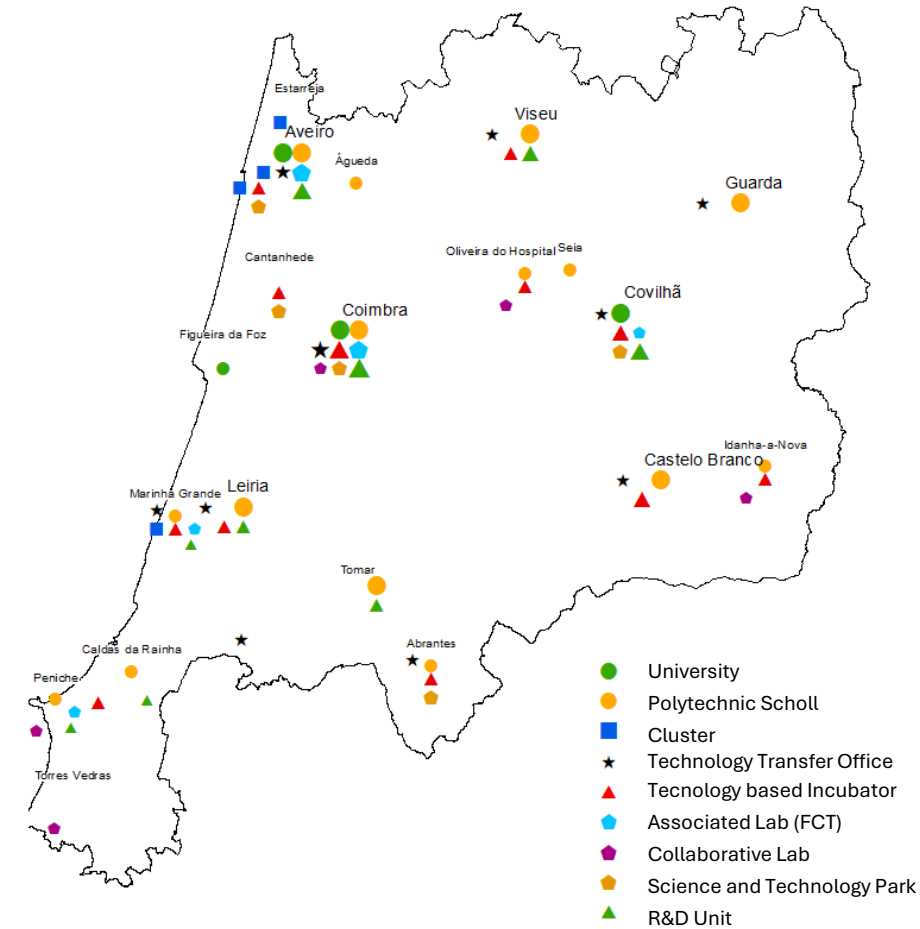 Estarreja
Aveiro
Viseu
Águeda
Guarda
Cantanhede
Oliveira do Hospital
Seia
Covilhã
Coimbra
Figueira da Foz
Idanha-a-Nova
Castelo Branco
Marinha Grande
Leiria
Tomar
Abrantes
Caldas da Rainha
Peniche
Torres Vedras
University
Polytechnic Scholl
Cluster
Technology Transfer Office
Tecnology based Incubator
Associated Lab (FCT)
Collaborative Lab
Science and Technology Park
R&D Unit